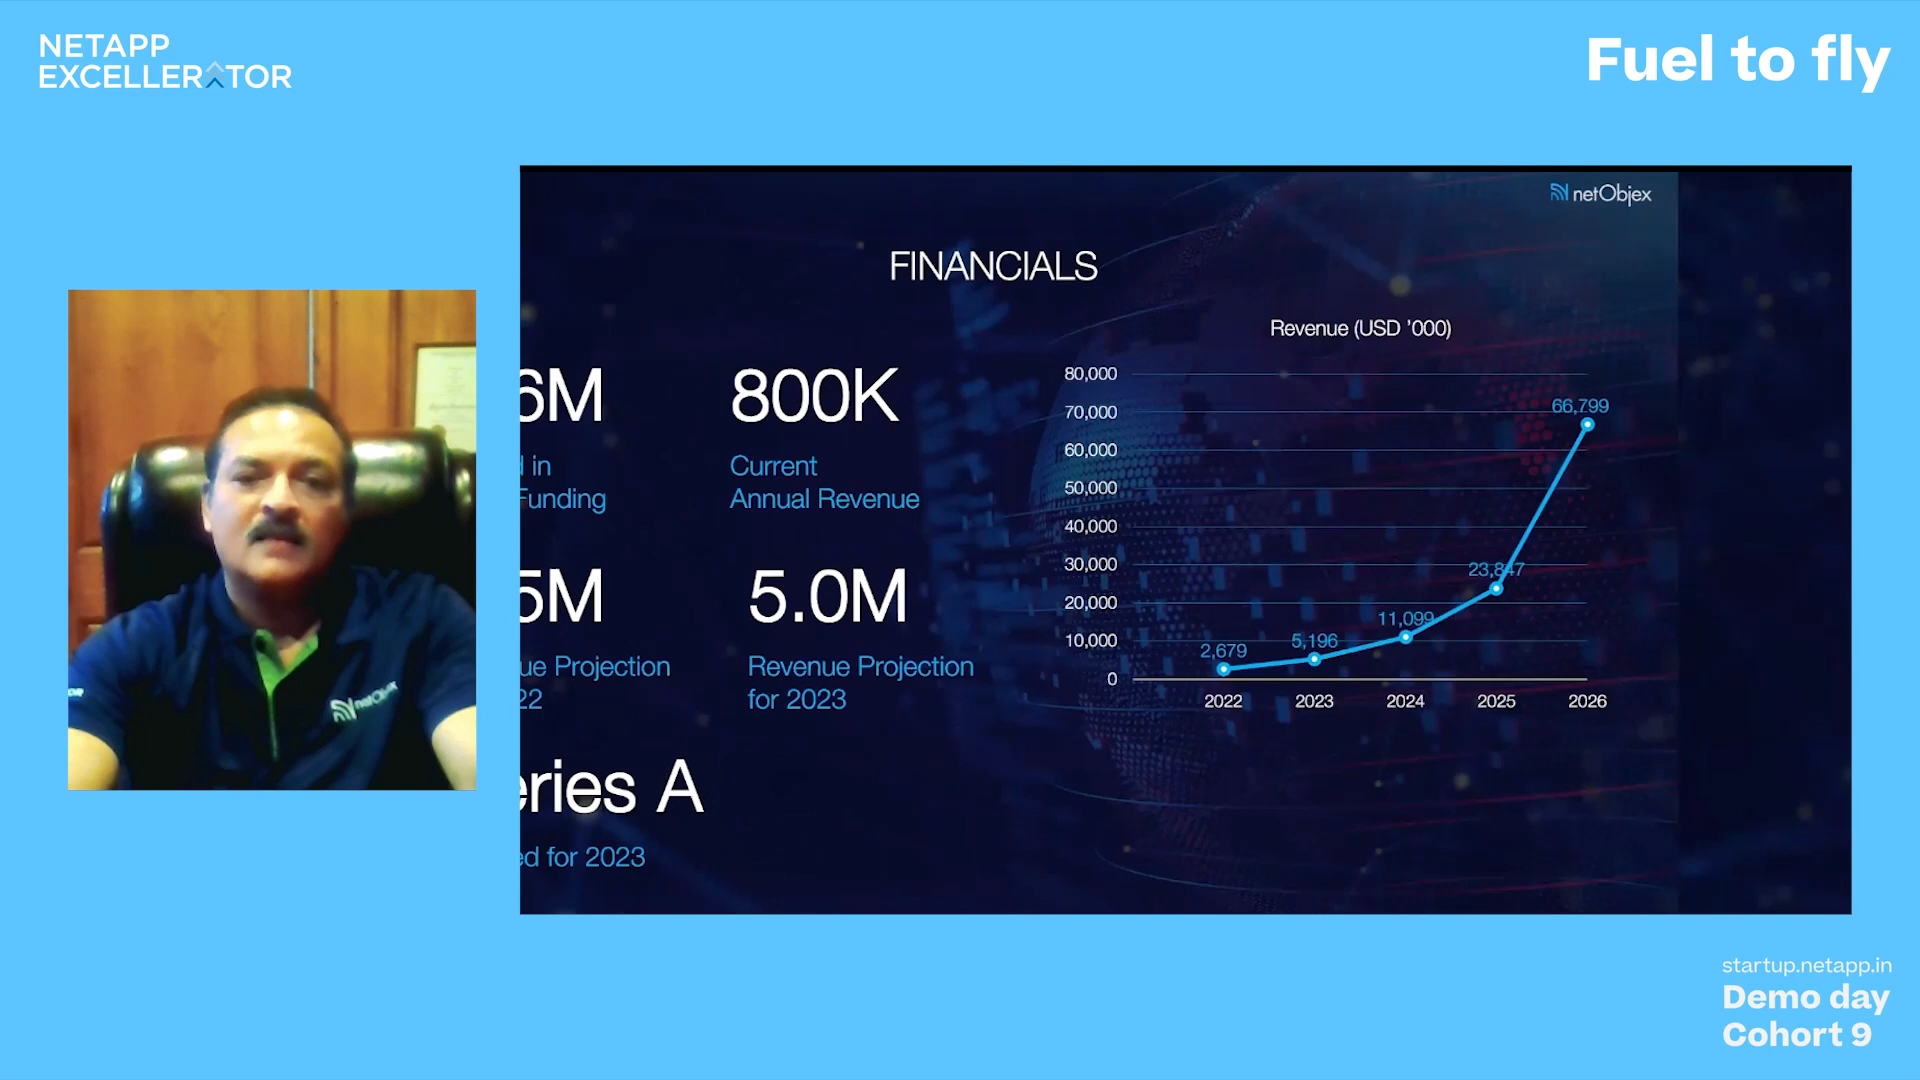 NETAPP
EXCELLERATOR
Fuel to fly
netObjex
FINANCIALS
6M
in
Funding
800K
Current
Annual Revenue
5M
ue Projection
22
5.0M
Revenue Projection
for 2023
eries A
ed for 2023
Revenue (USD '000)
80,000
70,000
60,000
50,000
40,000
30,000
20,000
10,000
0
66,799
23,847
11,099
5,196
2,679
2022 2023 2024 2025 2026
netObjex
startup.netapp.in
Demo day
Cohort 9